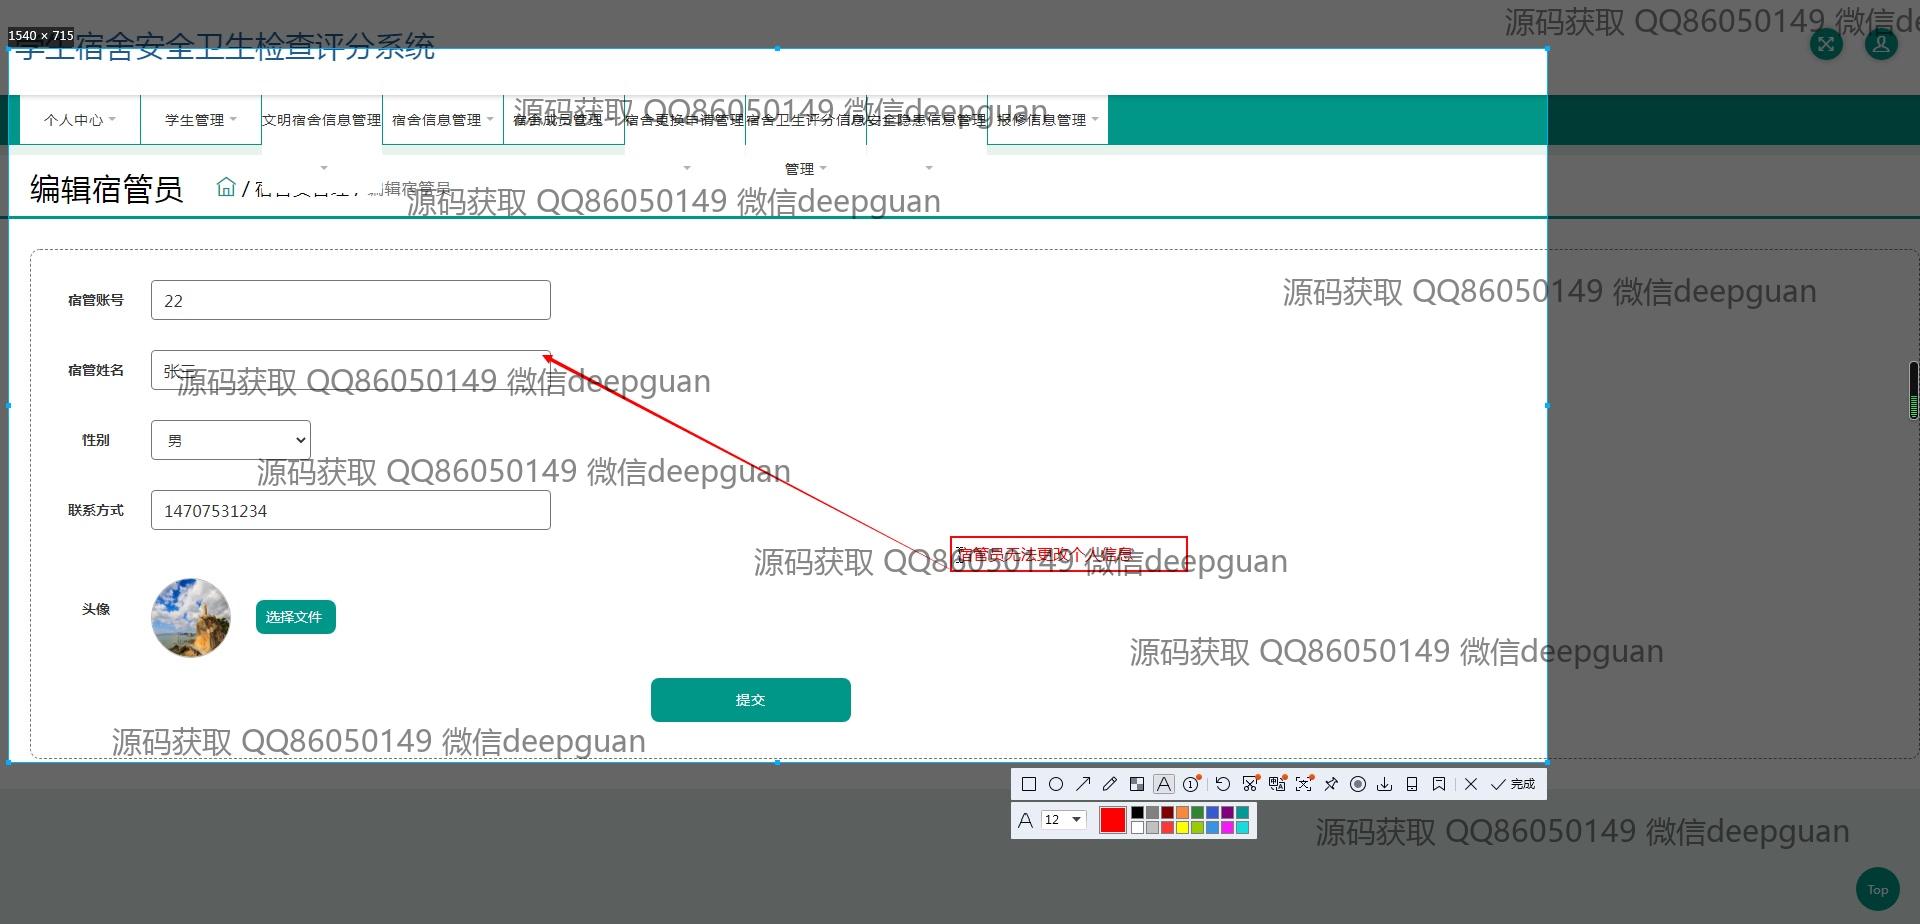 源码获取 QQ86050149 微信de
1540 × 715
学生宿舍安全卫生检查评分系统
个人中心
学生管理
文明宿舍信息管理
宿舍信息管理
宿舍成员管理
宿舍更换申请管理
宿舍卫生评分信息
管理
安全隐患信息管理
报修信息管理
源码获取 QQ86050149 微信deepguan
编辑宿管员
/ 编辑宿管员
源码获取 QQ86050149 微信deepguan
源码获取 QQ86050149 微信deepguan
宿管账号
22
宿管姓名
张三
源码获取 QQ86050149 微信deepguan
性别
男
源码获取 QQ86050149 微信deepguan
联系方式
14707531234
宿管员无法更改个人信息
源码获取 QQ86050149 微信deepguan
头像
选择文件
源码获取 QQ86050149 微信deepguan
提交
源码获取 QQ86050149 微信deepguan
完成
A 12
源码获取 QQ86050149 微信deepguan
Top